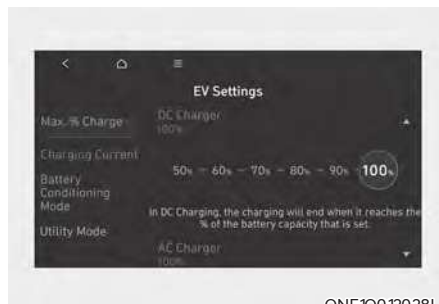 EV Settings
Max. % Charge
DC Charger
100%
Charging Current
50% - 60% - 70% - 80% - 90% - 100%
Battery
Conditioning
Mode
In DC Charging, the charging will end when it reaches the
% of the battery capacity that is set.
Utility Mode
AC Charger
100%